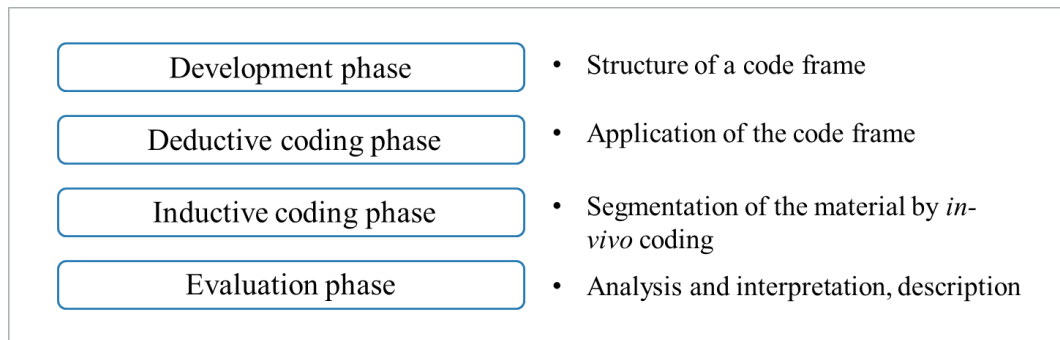 Development phase
• Structure of a code frame
Deductive coding phase
• Application of the code frame
Inductive coding phase
• Segmentation of the material by in-
vivo coding
Evaluation phase
• Analysis and interpretation, description